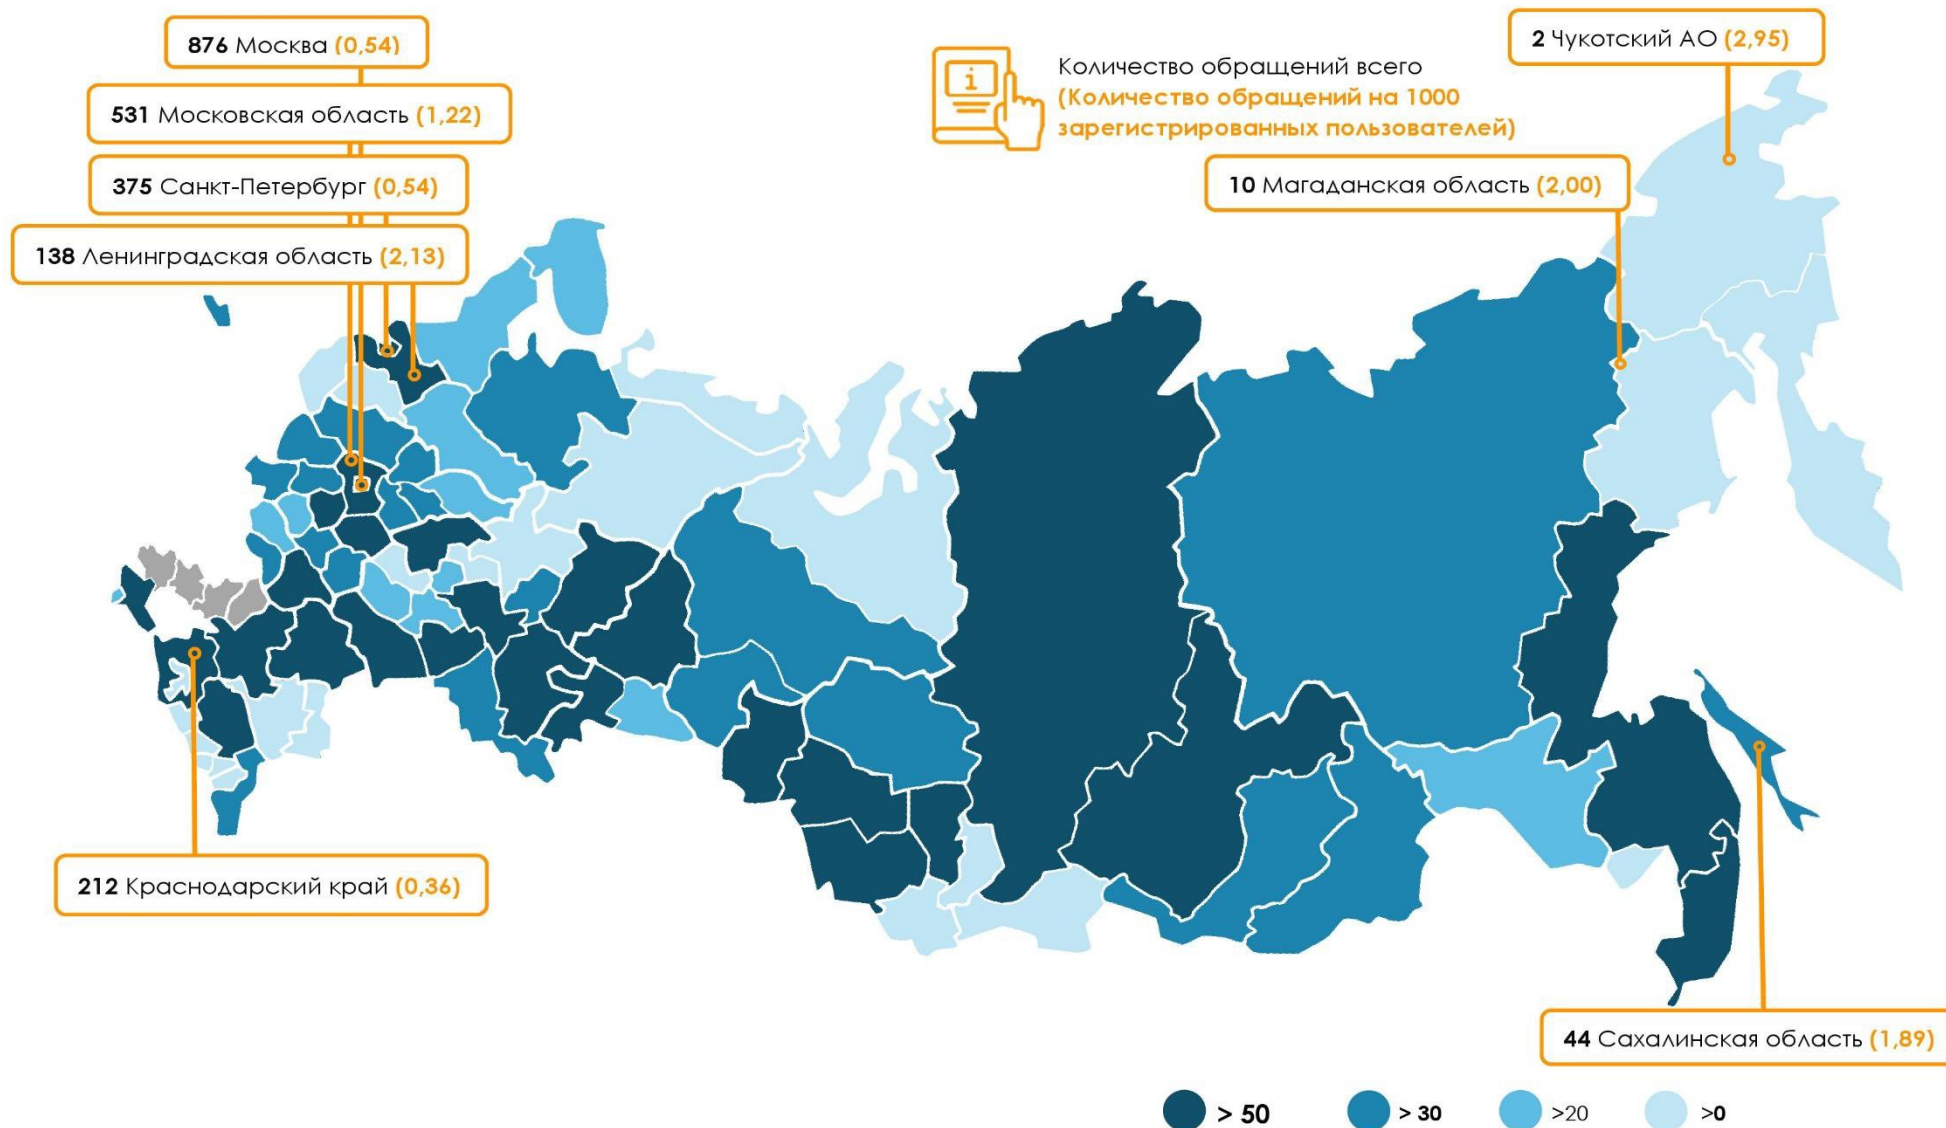 876 Москва (0,54)
531 Московская область (1,22)
375 Санкт-Петербург (0,54)
138 Ленинградская область (2,13)
i
Количество обращений всего
(Количество обращений на 1000
зарегистрированных пользователей)
2 Чукотский АО (2,95)
10 Магаданская область (2,00)
212 Краснодарский край (0,36)
44 Сахалинская область (1,89)
> 50
> 30
>20
>0